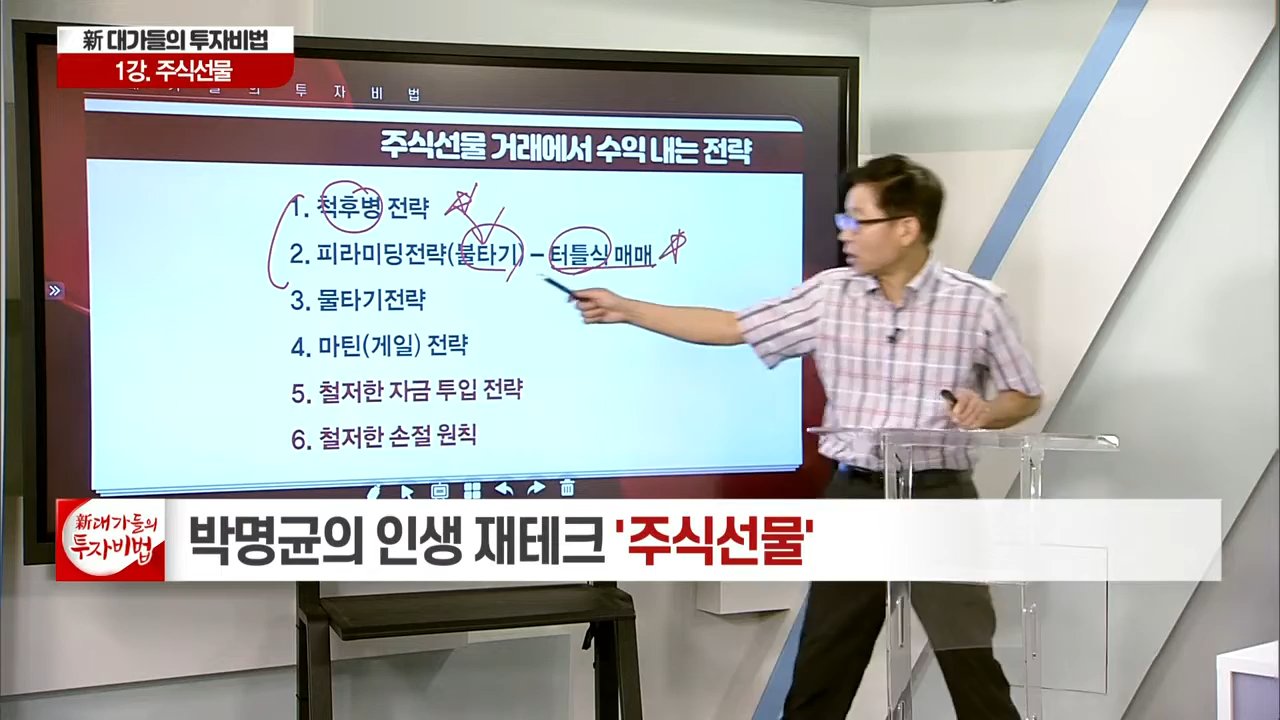 新 대가들의 투자비법
1강. 주식선물
대 가 들 의 투 자 비 법
주식선물 거래에서 수익 내는 전략
1. 척후병 전략
2. 피라미딩전략(불타기) – 터틀식 매매
3. 물타기전략
4. 마틴(게일) 전략
5. 철저한 자금 투입 전략
6. 철저한 손절 원칙
新대가들의
투자비법
박명균의 인생 재테크 '주식선물'